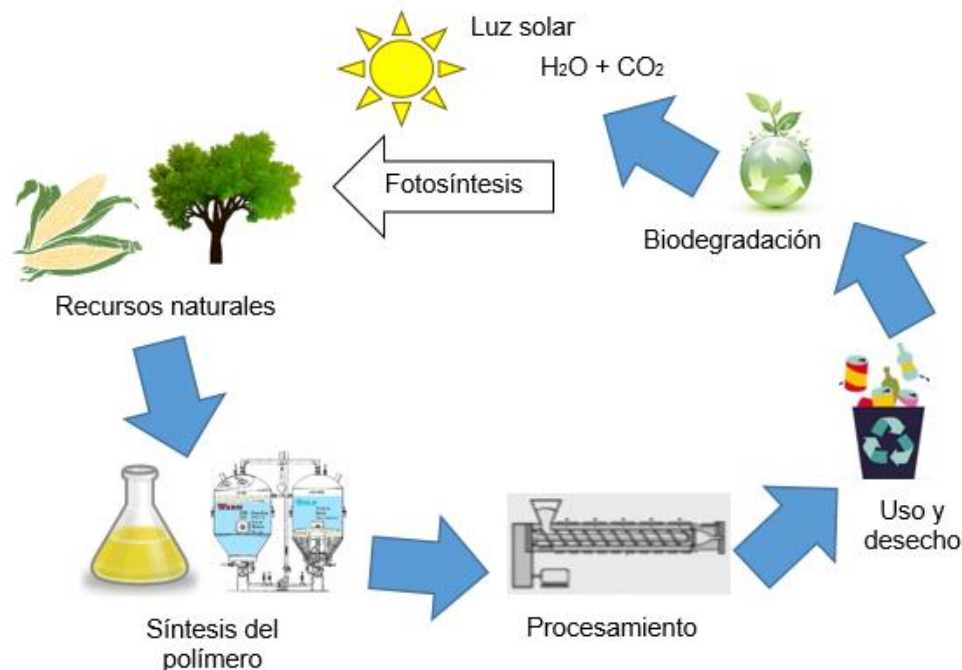 Luz solar
H₂O + CO₂
Fotosíntesis
Biodegradación
Recursos naturales
Uso y
desecho
Síntesis del
polímero
Procesamiento